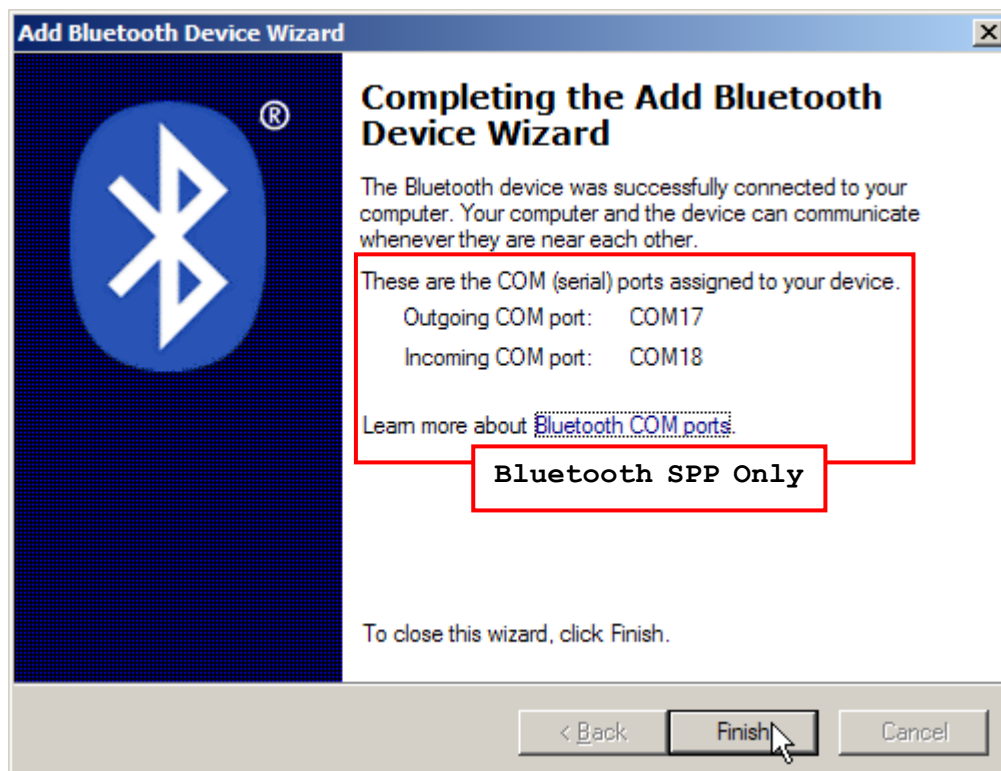 Add Bluetooth Device Wizard
®
Completing the Add Bluetooth
Device Wizard
The Bluetooth device was successfully connected to your
computer. Your computer and the device can communicate
whenever they are near each other.
These are the COM (serial) ports assigned to your device.
Outgoing COM port: COM17
Incoming COM port: COM18
Learn more about Bluetooth COM ports.
Bluetooth SPP Only
To close this wizard, click Finish.
< Back Finish Cancel